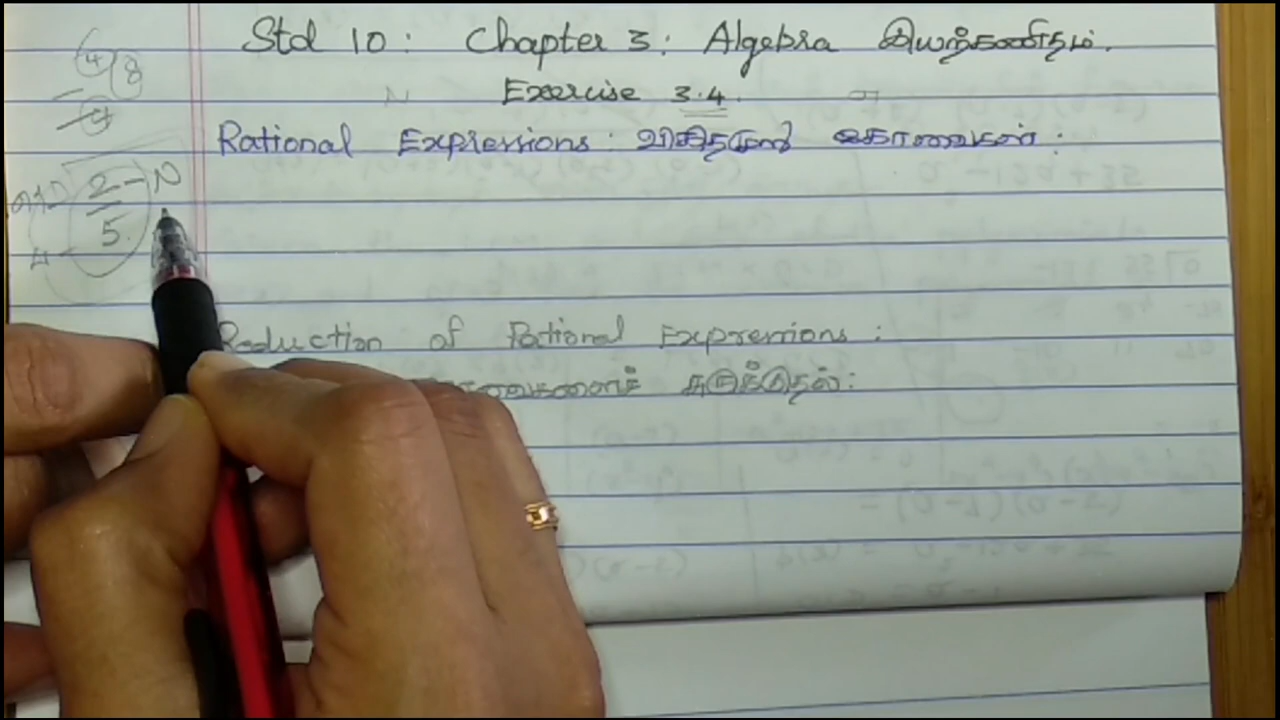 Std 10 : Chapter 3 : Algebra இயற்கணிதம்.
Exercise 3.4.
Rational Expressions : விகிதமுறு கோவைகள் :
2 - N
5
Reduction of Rational Expressions :
சுருக்குதல் :